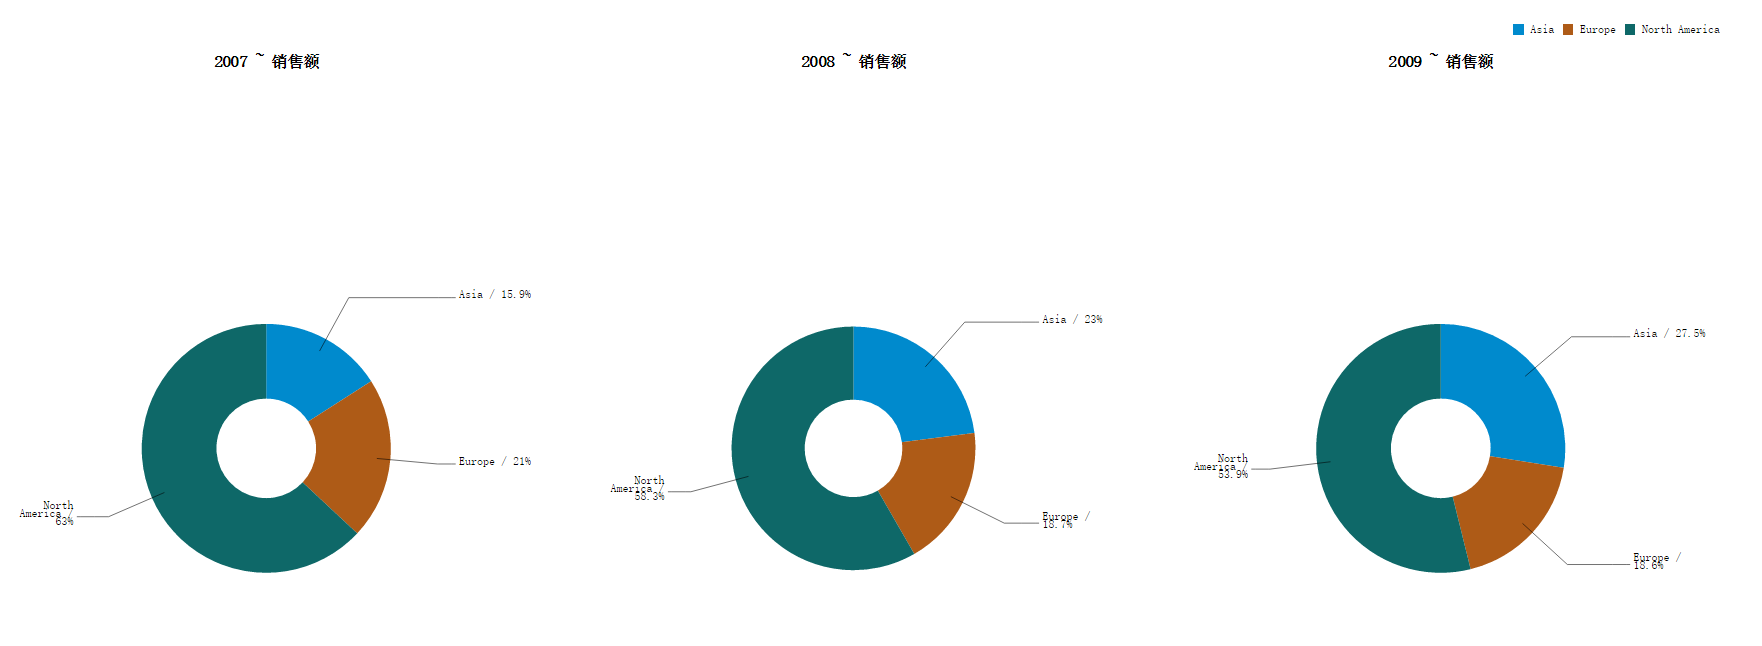 Asia Europe North America
2007 ~ 销售额
2008 ~ 销售额
2009 ~ 销售额
Asia / 15.9%
Europe / 21%
North
America /
63%
Asia / 23%
Europe /
18.7%
North
America /
58.3%
Asia / 27.5%
Europe /
18.6%
North
America /
53.9%